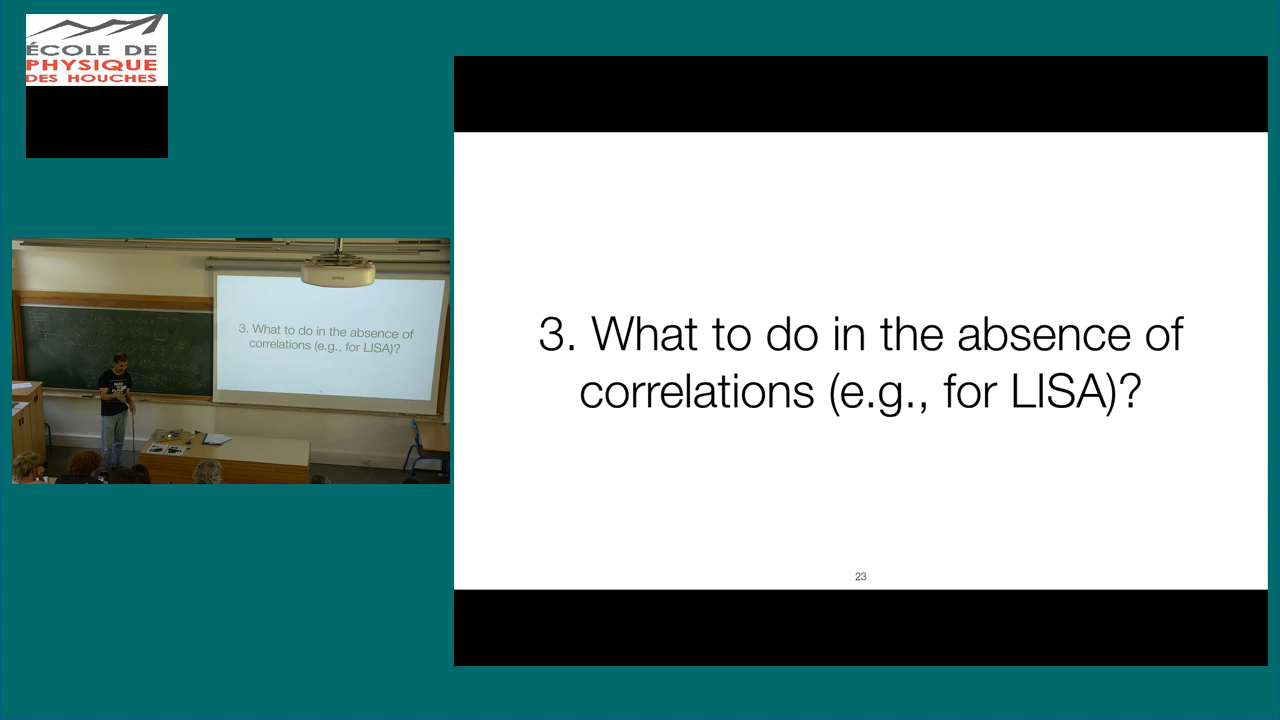 ÉCOLE DE
PHYSIQUE
DES HOUCHES
3. What to do in the absence of
correlations (e.g., for LISA)?
3. What to do in the absence of
correlations (e.g., for LISA)?
23